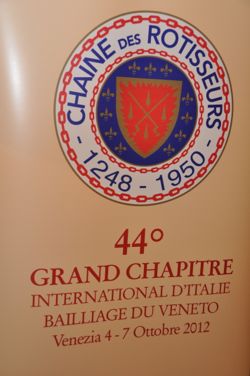 CHAINE DES ROTISSEURS
- 1248 - 1950 -
44°
GRAND CHAPITRE
INTERNATIONAL D'ITALIE
BAILLIAGE DU VENETO
Venezia 4 - 7 Ottobre 2012